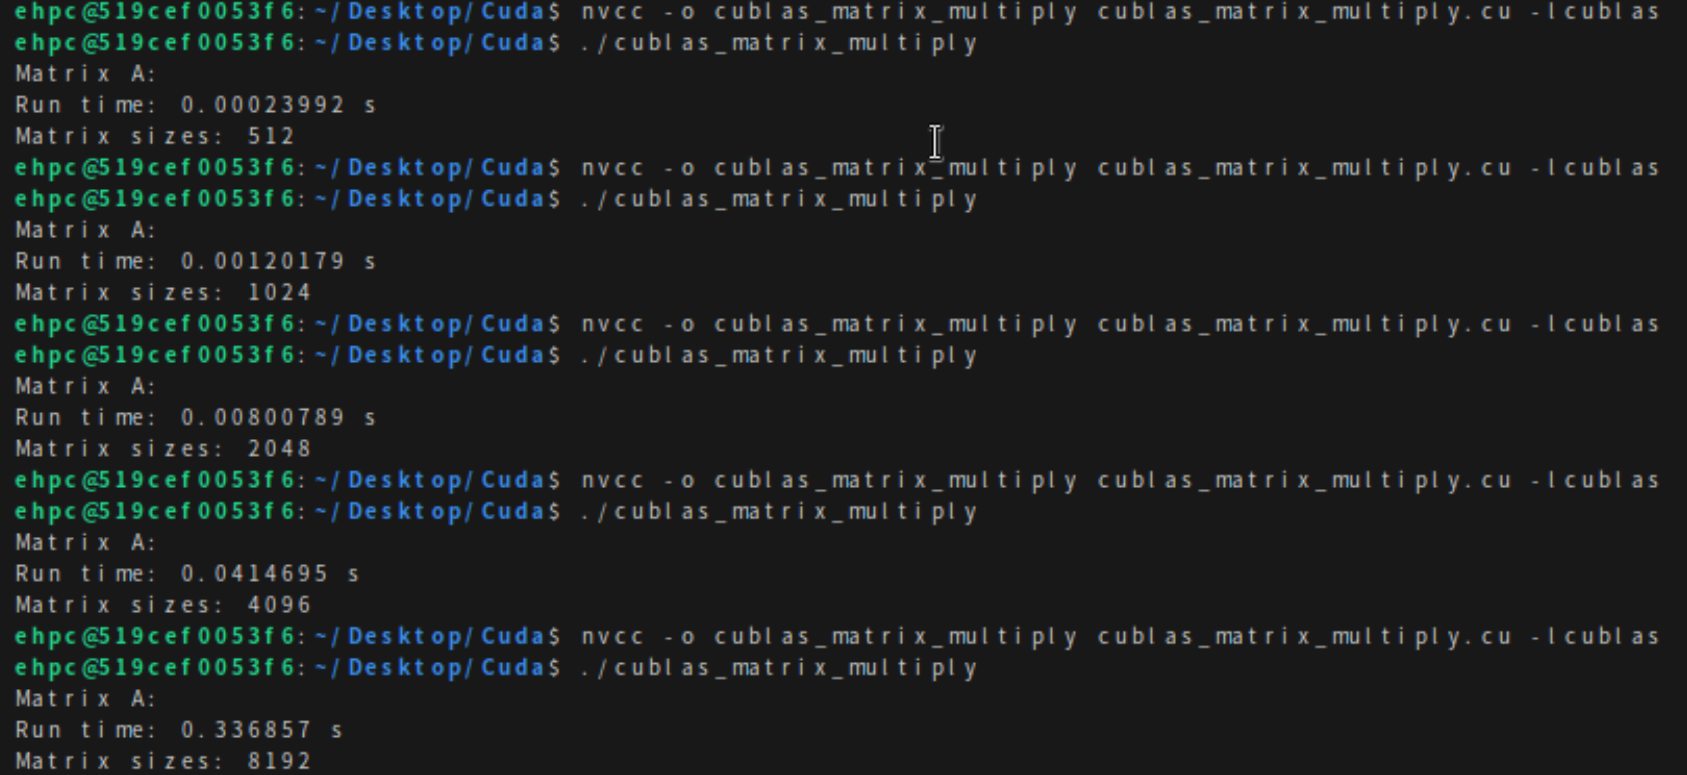 ehpc@519cef0053f6:~/Desktop/Cuda$ nvcc -o cublas_matrix_multiply cublas_matrix_multiply.cu -lcublas
ehpc@519cef0053f6:~/Desktop/Cuda$ ./cublas_matrix_multiply
Matrix A:
Run time: 0.00023992 s
Matrix sizes: 512
ehpc@519cef0053f6:~/Desktop/Cuda$ nvcc -o cublas_matrix_multiply cublas_matrix_multiply.cu -lcublas
ehpc@519cef0053f6:~/Desktop/Cuda$ ./cublas_matrix_multiply
Matrix A:
Run time: 0.00120179 s
Matrix sizes: 1024
ehpc@519cef0053f6:~/Desktop/Cuda$ nvcc -o cublas_matrix_multiply cublas_matrix_multiply.cu -lcublas
ehpc@519cef0053f6:~/Desktop/Cuda$ ./cublas_matrix_multiply
Matrix A:
Run time: 0.00800789 s
Matrix sizes: 2048
ehpc@519cef0053f6:~/Desktop/Cuda$ nvcc -o cublas_matrix_multiply cublas_matrix_multiply.cu -lcublas
ehpc@519cef0053f6:~/Desktop/Cuda$ ./cublas_matrix_multiply
Matrix A:
Run time: 0.0414695 s
Matrix sizes: 4096
ehpc@519cef0053f6:~/Desktop/Cuda$ nvcc -o cublas_matrix_multiply cublas_matrix_multiply.cu -lcublas
ehpc@519cef0053f6:~/Desktop/Cuda$ ./cublas_matrix_multiply
Matrix A:
Run time: 0.336857 s
Matrix sizes: 8192